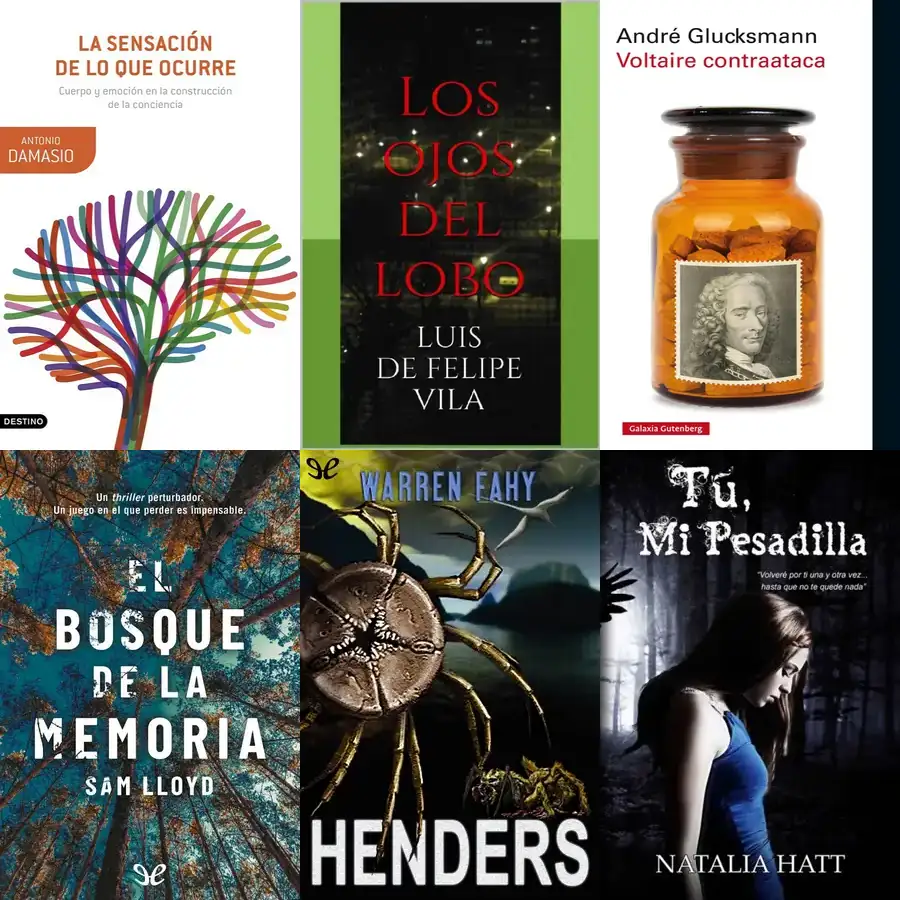 LA SENSACIÓN
DE LO QUE OCURRE
Cuerpo y emoción en la construcción
de la conciencia
ANTONIO
DAMASIO
DESTINO
LOS
OJOS
DEL
LOBO
LUIS
DE FELIPE
VILA
André Glucksmann
Voltaire contraataca
Galaxia Gutenberg
Un thriller perturbador.
Un juego en el que perder es impensable.
EL
BOSQUE
DE LA
MEMORIA
SAM LLOYD
WARREN FAHY
HENDERS
Tú,
Mi Pesadilla
"Volveré por ti una y otra vez...
hasta que no te quede nada"
NATALIA HATT